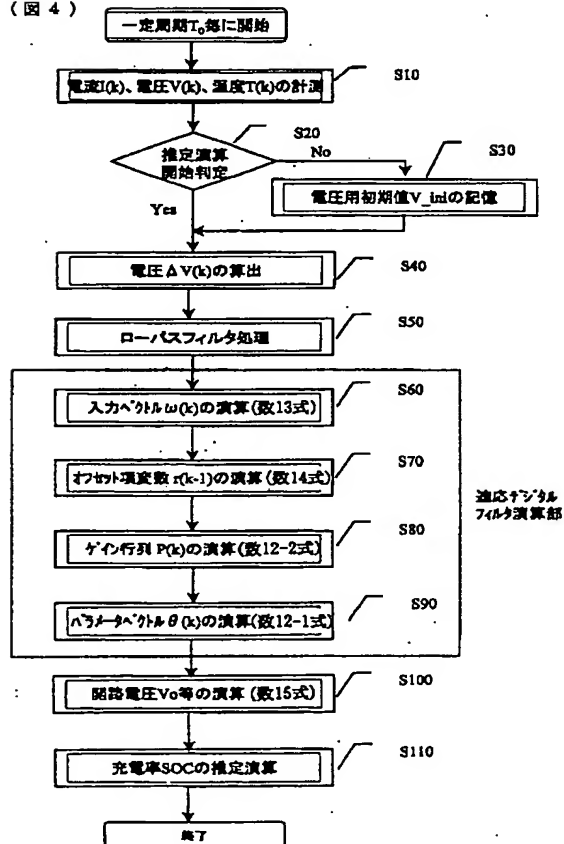 (図4)
一定周期T₀毎に開始
電流I(k)、電圧V(k)、温度T(k)の計測
S10
推定演算
開始判定
S20
No
Yes
電圧用初期値V_iniの記憶
S30
電圧ΔV(k)の算出
S40
ローパスフィルタ処理
S50
入力ベクトルω(k)の演算(数13式)
S60
オフセット項変数 r(k-1)の演算(数14式)
S70
ゲイン行列 P(k)の演算(数12-2式)
S80
パラメータベクトルθ(k)の演算(数12-1式)
S90
適応デジタル
フィルタ演算部
開路電圧Vo等の演算(数15式)
S100
充電率SOCの推定演算
S110
終了